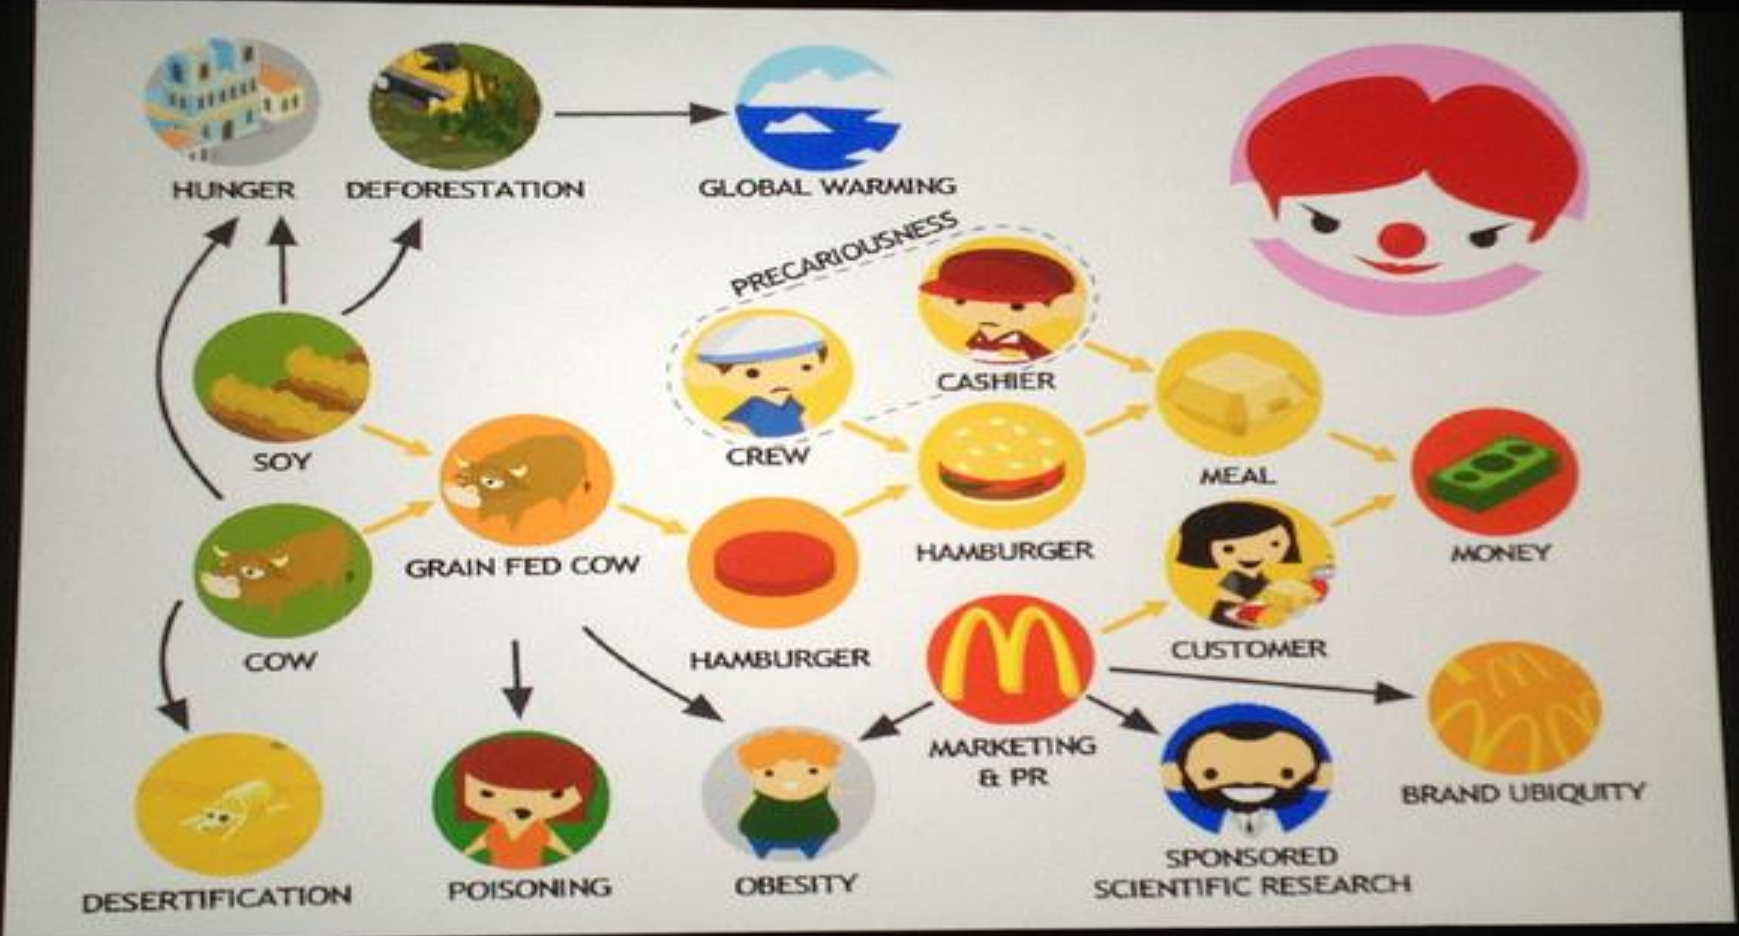 HUNGER
DEFORESTATION
GLOBAL WARMING
PRECARIOUSNESS
CASHIER
SOY
CREW
MEAL
GRAIN FED COW
HAMBURGER
MONEY
COW
HAMBURGER
CUSTOMER
MARKETING
& PR
BRAND UBIQUITY
DESERTIFICATION
POISONING
OBESITY
SPONSORED
SCIENTIFIC RESEARCH